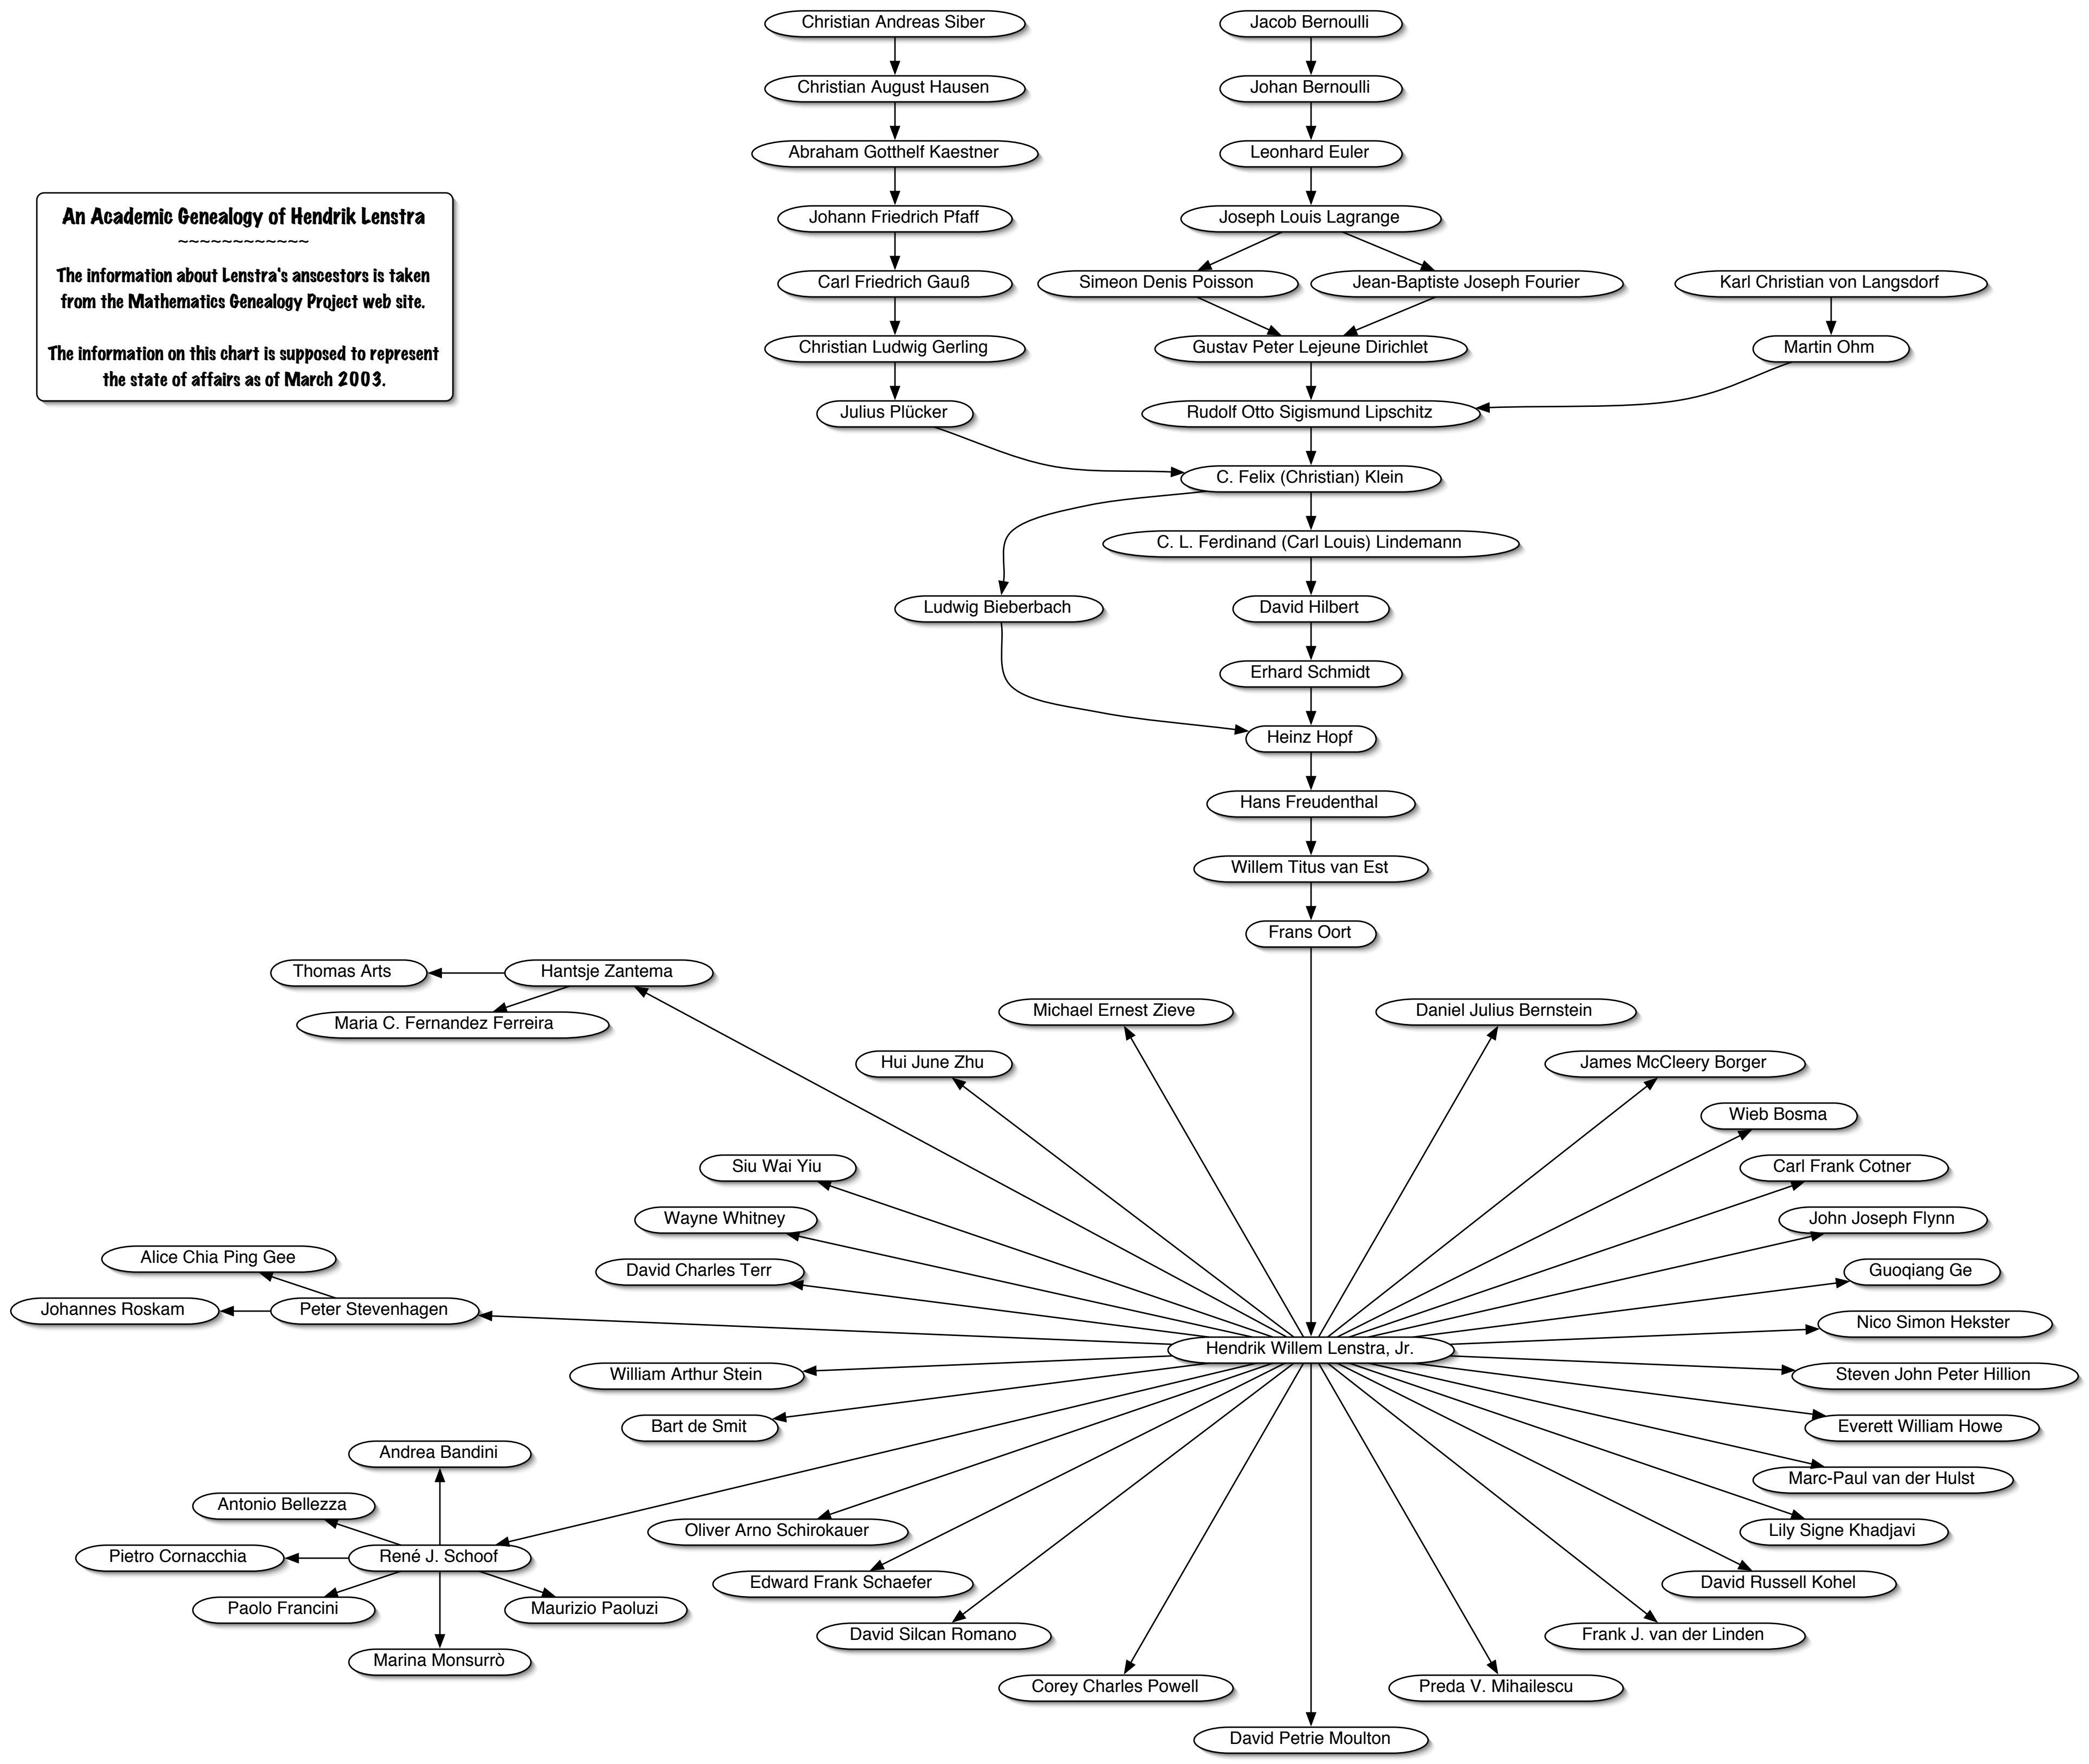 Christian Andreas Siber
Jacob Bernoulli
Christian August Hausen
Johan Bernoulli
Abraham Gotthelf Kaestner
Leonhard Euler
An Academic Genealogy of Hendrik Lenstra
~~~~~~~~~~~~
The information about Lenstra's anscestors is taken
from the Mathematics Genealogy Project web site.
The information on this chart is supposed to represent
the state of affairs as of March 2003.
Johann Friedrich Pfaff
Joseph Louis Lagrange
Carl Friedrich Gauß
Simeon Denis Poisson
Jean-Baptiste Joseph Fourier
Karl Christian von Langsdorf
Christian Ludwig Gerling
Gustav Peter Lejeune Dirichlet
Martin Ohm
Julius Plücker
Rudolf Otto Sigismund Lipschitz
C. Felix (Christian) Klein
C. L. Ferdinand (Carl Louis) Lindemann
Ludwig Bieberbach
David Hilbert
Erhard Schmidt
Heinz Hopf
Hans Freudenthal
Willem Titus van Est
Frans Oort
Thomas Arts
Hantsje Zantema
Maria C. Fernandez Ferreira
Michael Ernest Zieve
Daniel Julius Bernstein
Hui June Zhu
James McCleery Borger
Wieb Bosma
Siu Wai Yiu
Carl Frank Cotner
Wayne Whitney
John Joseph Flynn
Alice Chia Ping Gee
David Charles Terr
Guoqiang Ge
Johannes Roskam
Peter Stevenhagen
Nico Simon Hekster
Hendrik Willem Lenstra, Jr.
William Arthur Stein
Steven John Peter Hillion
Bart de Smit
Everett William Howe
Andrea Bandini
Marc-Paul van der Hulst
Antonio Bellezza
Oliver Arno Schirokauer
Lily Signe Khadjavi
Pietro Cornacchia
René J. Schoof
Edward Frank Schaefer
David Russell Kohel
Paolo Francini
Maurizio Paoluzi
David Silcan Romano
Frank J. van der Linden
Marina Monsurrò
Corey Charles Powell
Preda V. Mihailescu
David Petrie Moulton